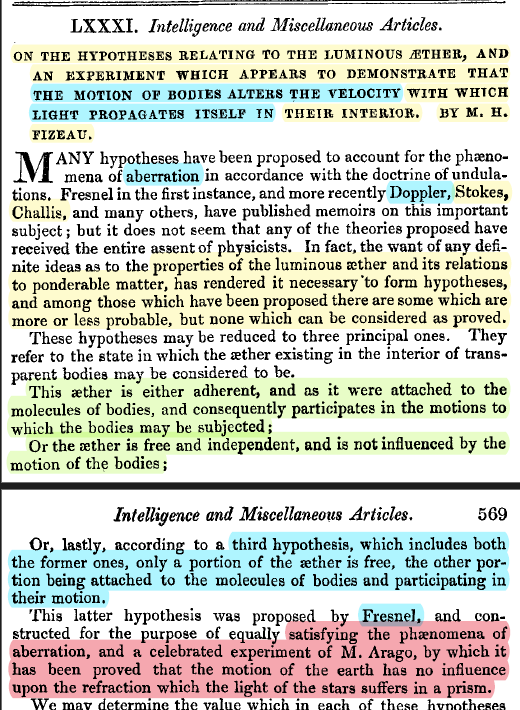 LXXXI. Intelligence and Miscellaneous Articles.
ON THE HYPOTHESES RELATING TO THE LUMINOUS ÆTHER, AND
AN EXPERIMENT WHICH APPEARS TO DEMONSTRATE THAT
THE MOTION OF BODIES ALTERS THE VELOCITY WITH WHICH
LIGHT PROPAGATES ITSELF IN THEIR INTERIOR. BY M. H.
FIZEAU.
MANY hypotheses have been proposed to account for the phæno-
mena of aberration in accordance with the doctrine of undula-
tions. Fresnel in the first instance, and more recently Doppler, Stokes,
Challis, and many others, have published memoirs on this important
subject; but it does not seem that any of the theories proposed have
received the entire assent of physicists. In fact, the want of any defi-
nite ideas as to the properties of the luminous æther and its relations
to ponderable matter, has rendered it necessary to form hypotheses,
and among those which have been proposed there are some which are
more or less probable, but none which can be considered as proved.
These hypotheses may be reduced to three principal ones. They
refer to the state in which the æther existing in the interior of trans-
parent bodies may be considered to be.
This æther is either adherent, and as it were attached to the
molecules of bodies, and consequently participates in the motions to
which the bodies may be subjected;
Or the æther is free and independent, and is not influenced by the
motion of the bodies;
Intelligence and Miscellaneous Articles. 569
Or, lastly, according to a third hypothesis, which includes both
the former ones, only a portion of the æther is free, the other por-
tion being attached to the molecules of bodies and participating in
their motion.
This latter hypothesis was proposed by Fresnel, and con-
structed for the purpose of equally satisfying the phænomena of
aberration, and a celebrated experiment of M. Arago, by which it
has been proved that the motion of the earth has no influence
upon the refraction which the light of the stars suffers in a prism.
We may determine the value which in each of these hypotheses